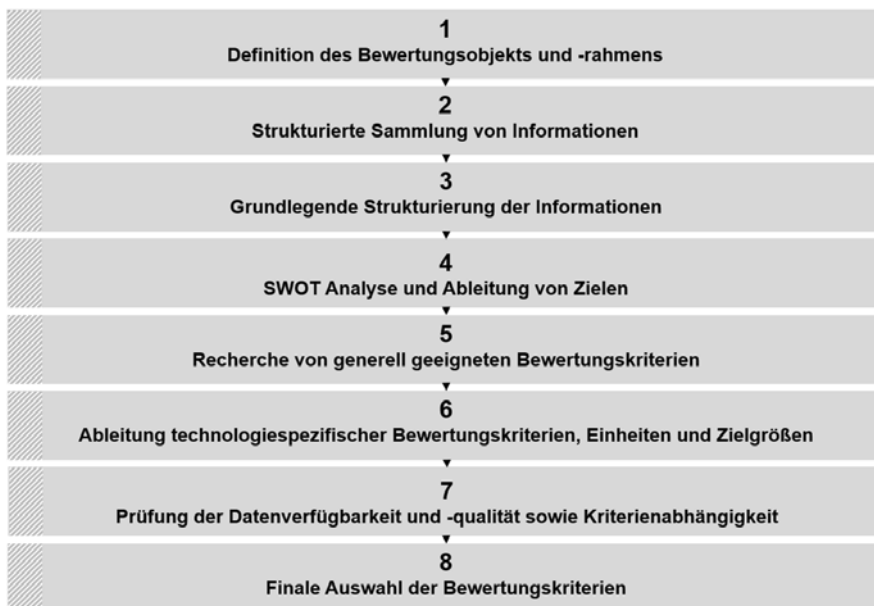 1
Definition des Bewertungsobjekts und -rahmens
2
Strukturierte Sammlung von Informationen
3
Grundlegende Strukturierung der Informationen
4
SWOT Analyse und Ableitung von Zielen
5
Recherche von generell geeigneten Bewertungskriterien
6
Ableitung technologiespezifischer Bewertungskriterien, Einheiten und Zielgrößen
7
Prüfung der Datenverfügbarkeit und -qualität sowie Kriterienabhängigkeit
8
Finale Auswahl der Bewertungskriterien